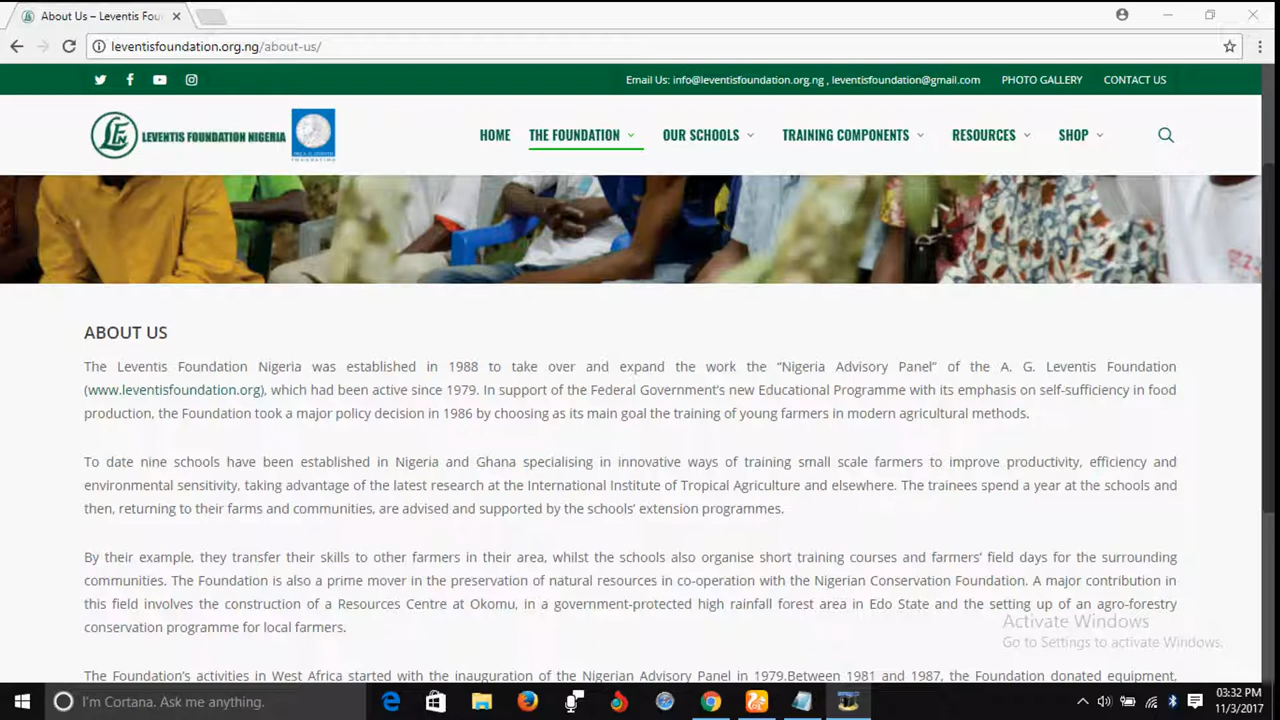 About Us – Leventis Fou
leventisfoundation.org.ng/about-us/
Email Us: info@leventisfoundation.org.ng , leventisfoundation@gmail.com PHOTO GALLERY CONTACT US
LEVENTIS FOUNDATION NIGERIA
HOME THE FOUNDATION OUR SCHOOLS TRAINING COMPONENTS RESOURCES SHOP
ABOUT US
The Leventis Foundation Nigeria was established in 1988 to take over and expand the work the “Nigeria Advisory Panel” of the A. G. Leventis Foundation
(www.leventisfoundation.org), which had been active since 1979. In support of the Federal Government’s new Educational Programme with its emphasis on self-sufficiency in food
production, the Foundation took a major policy decision in 1986 by choosing as its main goal the training of young farmers in modern agricultural methods.
To date nine schools have been established in Nigeria and Ghana specialising in innovative ways of training small scale farmers to improve productivity, efficiency and
environmental sensitivity, taking advantage of the latest research at the International Institute of Tropical Agriculture and elsewhere. The trainees spend a year at the schools and
then, returning to their farms and communities, are advised and supported by the schools’ extension programmes.
By their example, they transfer their skills to other farmers in their area, whilst the schools also organise short training courses and farmers’ field days for the surrounding
communities. The Foundation is also a prime mover in the preservation of natural resources in co-operation with the Nigerian Conservation Foundation. A major contribution in
this field involves the construction of a Resources Centre at Okomu, in a government-protected high rainfall forest area in Edo State and the setting up of an agro-forestry
conservation programme for local farmers.
Activate Windows
Go to Settings to activate Windows.
The Foundation’s activities in West Africa started with the inauguration of the Nigerian Advisory Panel in 1979.Between 1981 and 1987, the Foundation donated equipment,
I'm Cortana. Ask me anything.
03:32 PM
11/3/2017